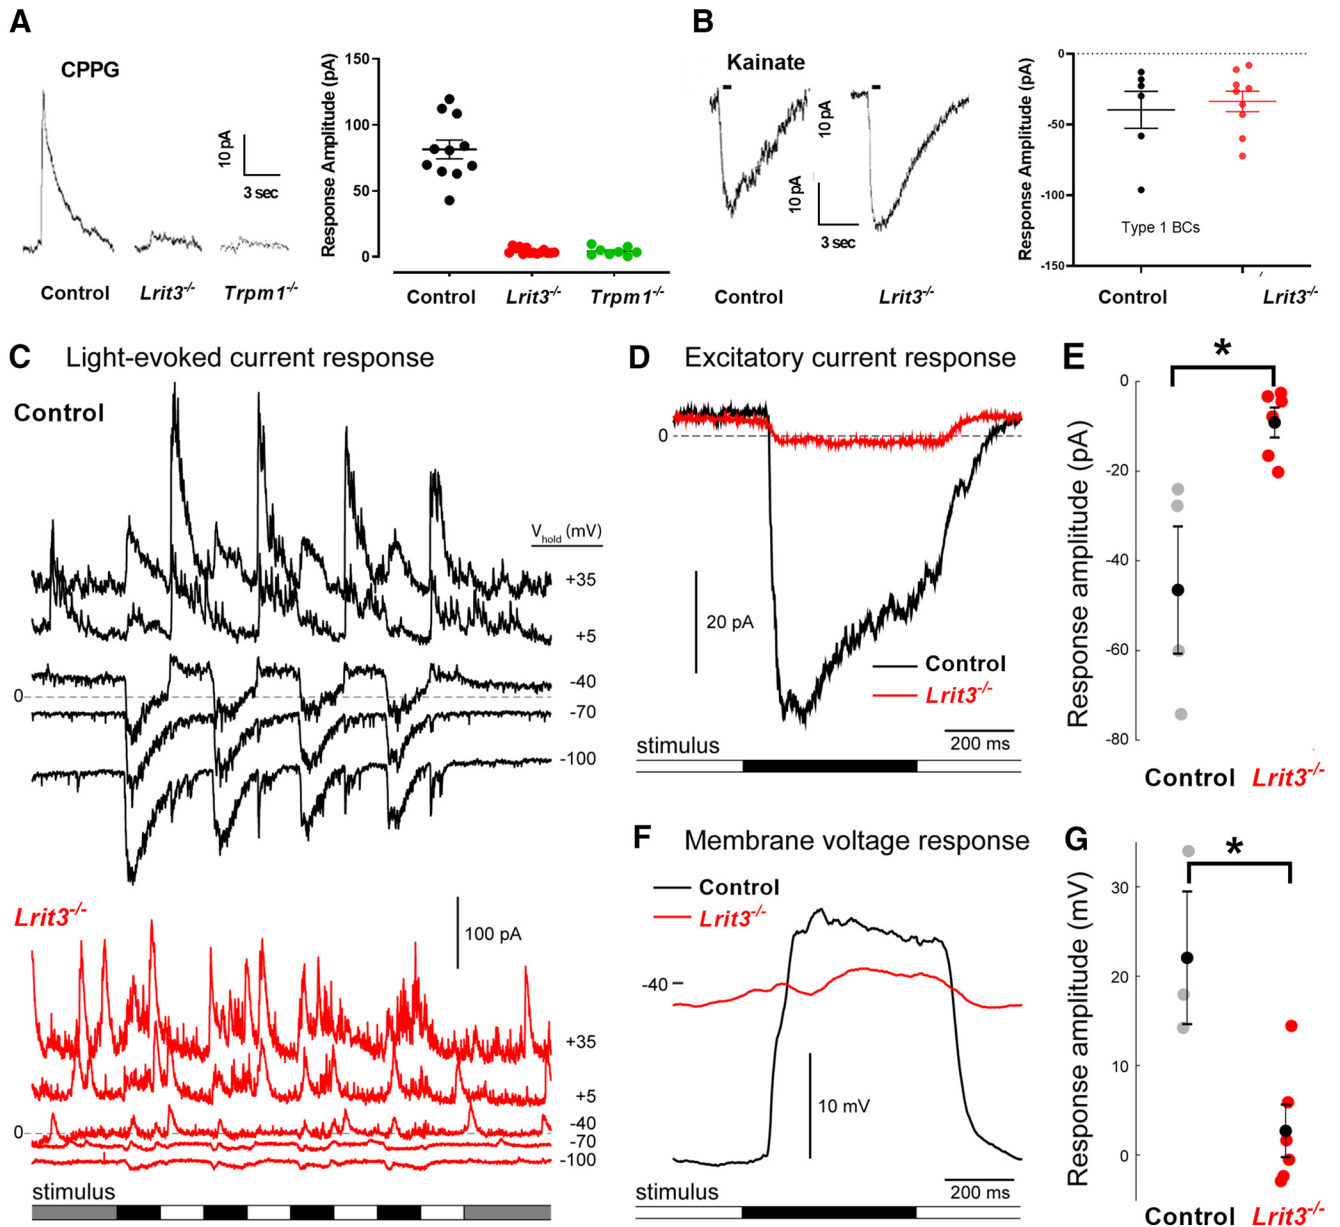 A
CPPG
10 pA
3 sec
Control
Lrit3-/-
Trpm1-/-
Response Amplitude (pA)
150
100
50
0
Control
Lrit3-/-
Trpm1-/-
B
Kainate
10 pA
10 pA
3 sec
Control
Lrit3-/-
Response Amplitude (pA)
0
-50
-100
-150
Type 1 BCs
Control
Lrit3-/-
C
Light-evoked current response
Control
Vhold (mV)
+35
+5
-40
0
-70
-100
100 pA
Lrit3-/-
+35
+5
-40
0
-70
-100
stimulus
D
Excitatory current response
0
20 pA
Control
Lrit3-/-
200 ms
stimulus
E
*
Response amplitude (pA)
0
-20
-40
-60
-80
Control
Lrit3-/-
F
Membrane voltage response
Control
Lrit3-/-
-40
10 mV
200 ms
stimulus
G
*
Response amplitude (mV)
30
20
10
0
Control
Lrit3-/-